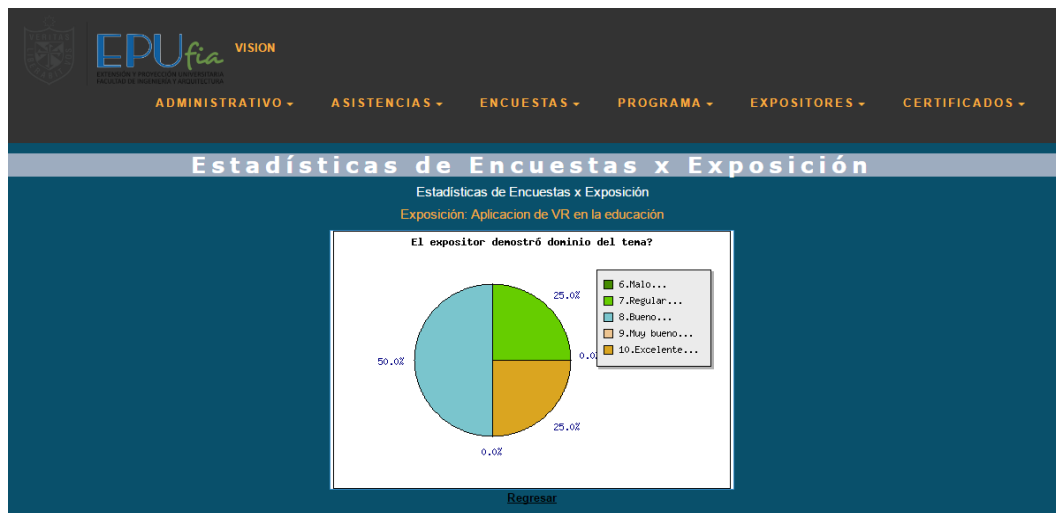 EPUfia
VISION
EXTENSIÓN Y PROYECCIÓN UNIVERSITARIA
FACULTAD DE INGENIERÍA Y ARQUITECTURA
ADMINISTRATIVO ASISTENCIAS ENCUESTAS PROGRAMA EXPOSITORES CERTIFICADOS
Estadísticas de Encuestas x Exposición
Estadísticas de Encuestas x Exposición
Exposición: Aplicacion de VR en la educación
El expositor demostró dominio del tema?
25.0%
6.Malo...
7.Regular...
8.Bueno...
9.Muy bueno...
10.Excelente...
50.0%
25.0%
0.0%
Regresar